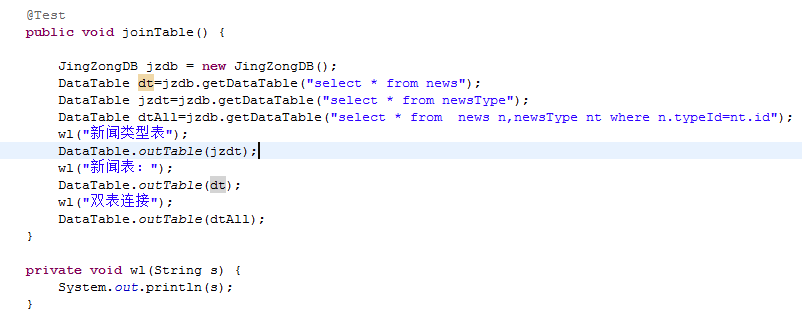 @Test
public void joinTable() {
JingZongDB jzdb = new JingZongDB();
DataTable dt=jzdb.getDataTable("select * from news");
DataTable jzdt=jzdb.getDataTable("select * from newsType");
DataTable dtAll=jzdb.getDataTable("select * from  news n,newsType nt where n.typeId=nt.id");
wl("新闻类型表");
DataTable.outTable(jzdt);
wl("新闻表：");
DataTable.outTable(dt);
wl("双表连接");
DataTable.outTable(dtAll);
}
private void wl(String s) {
System.out.println(s);
}